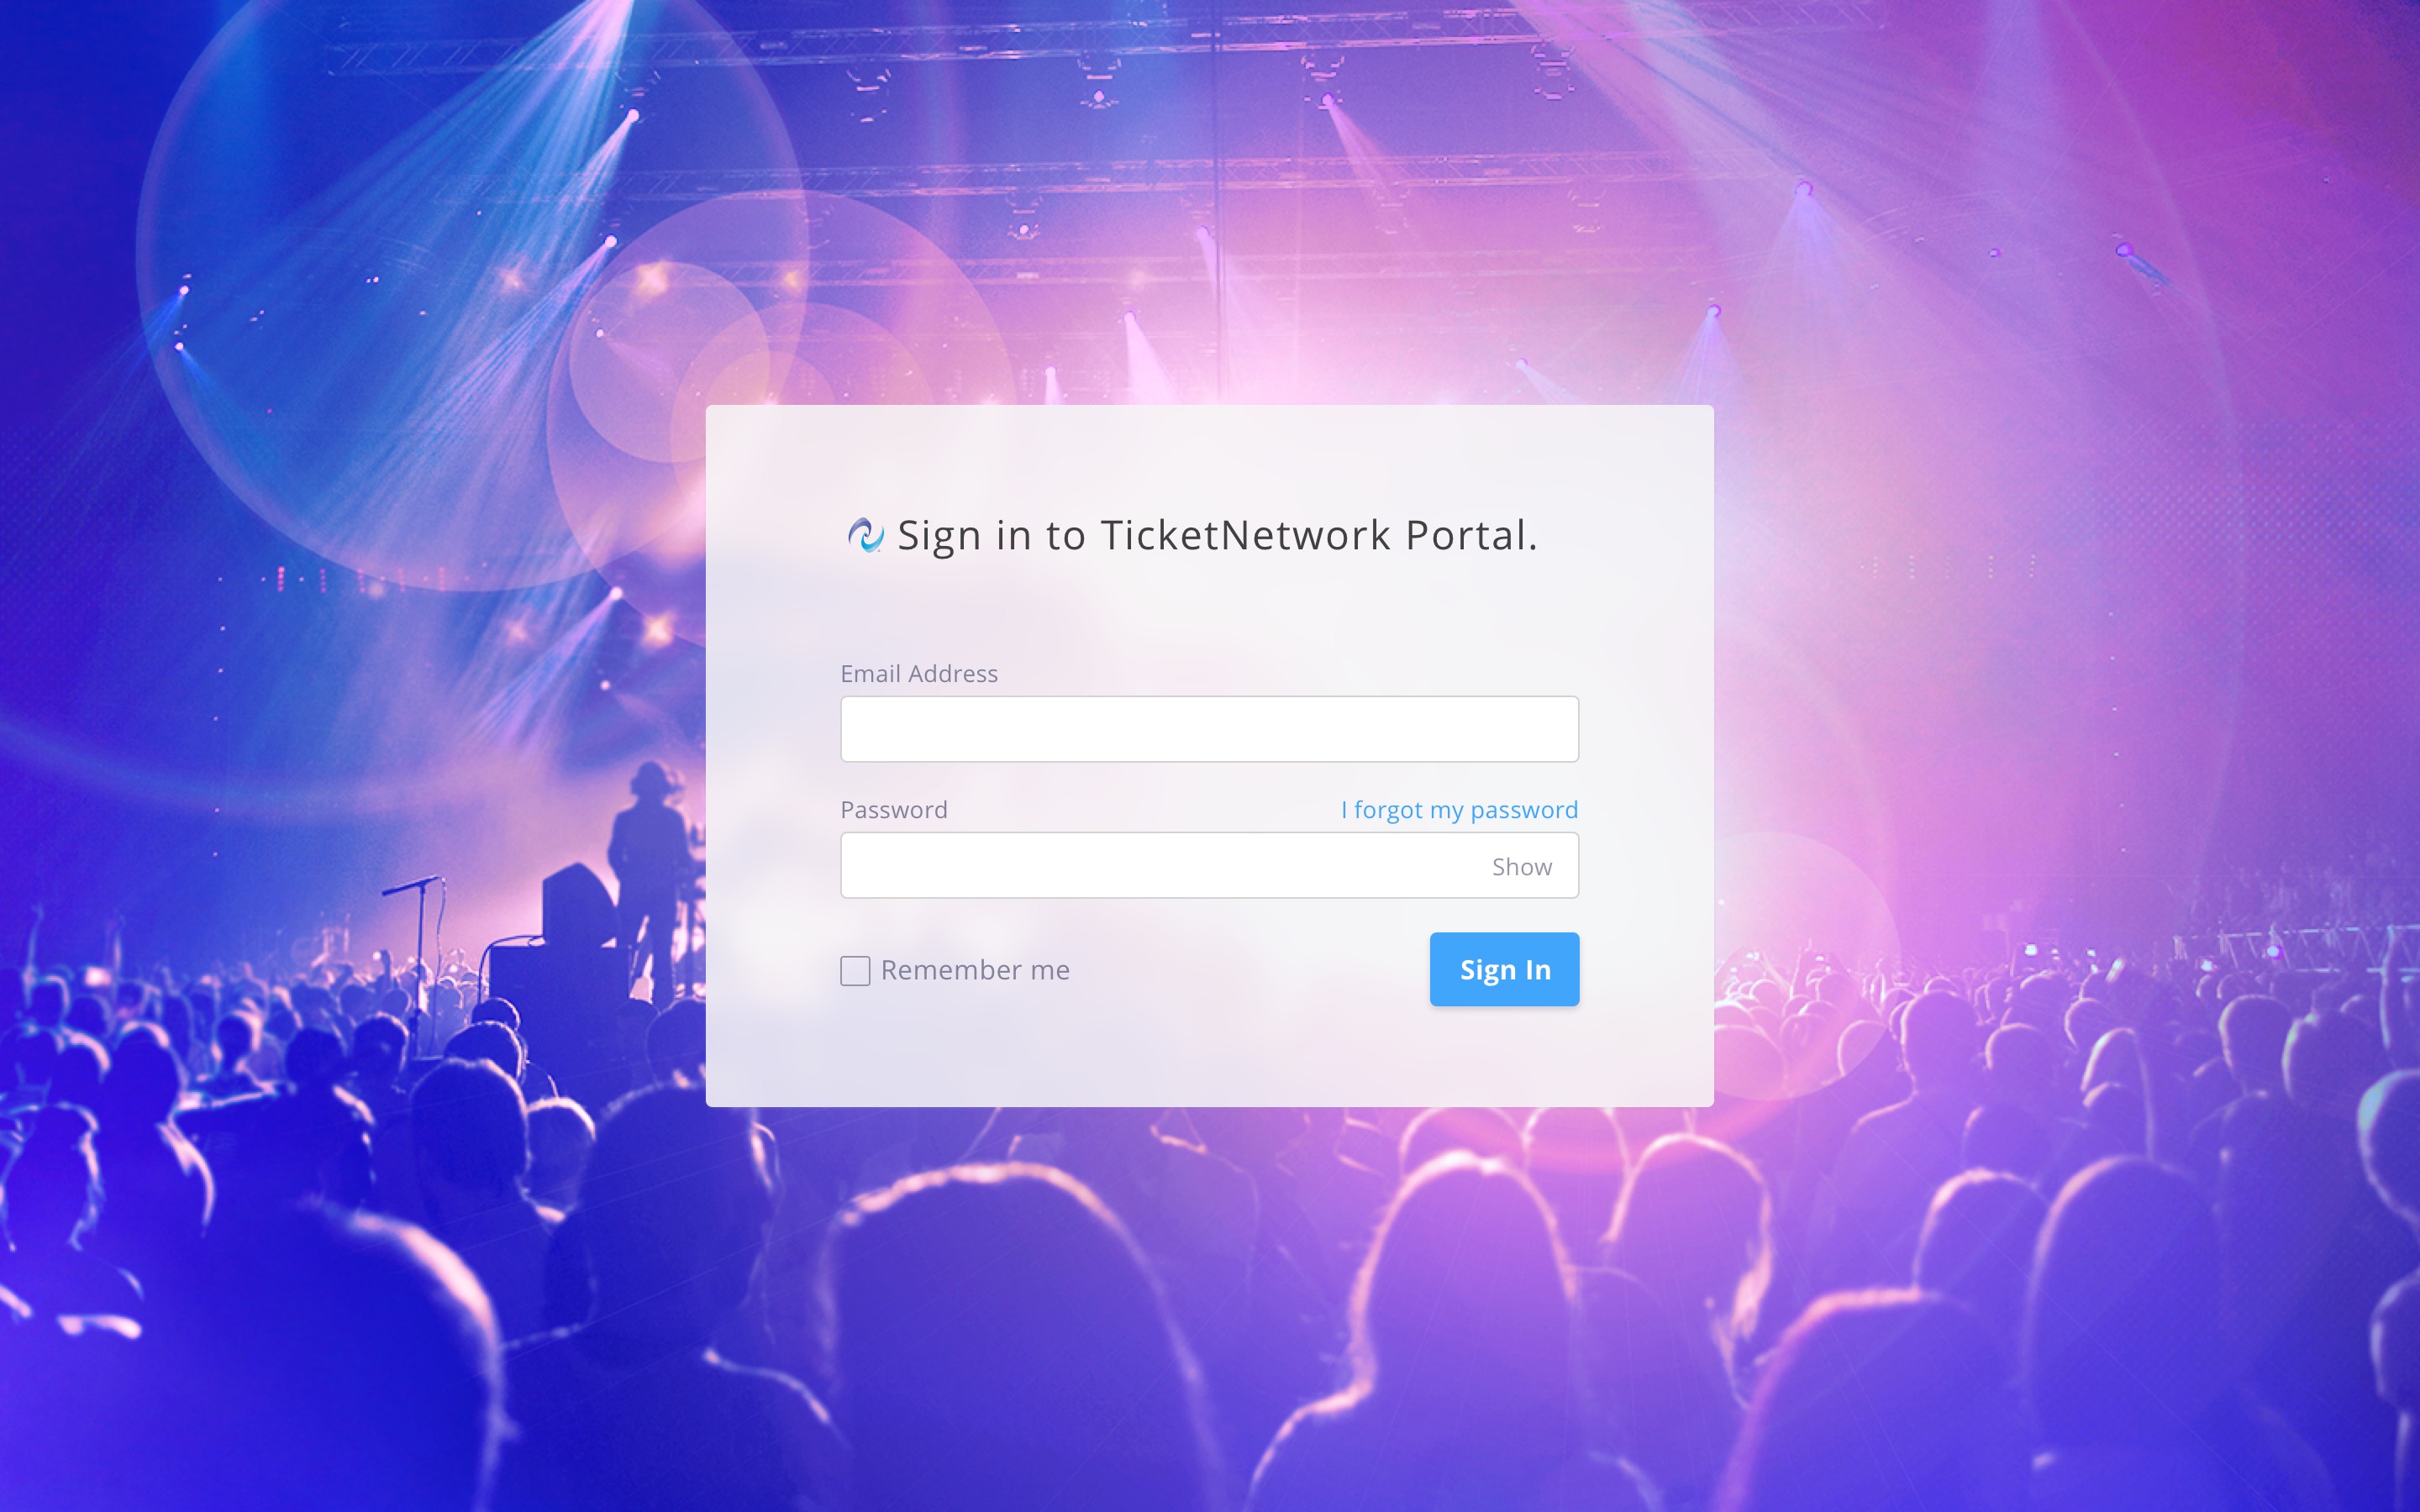 Sign in to TicketNetwork Portal.
Email Address
Password I forgot my password
Show
Remember me Sign In